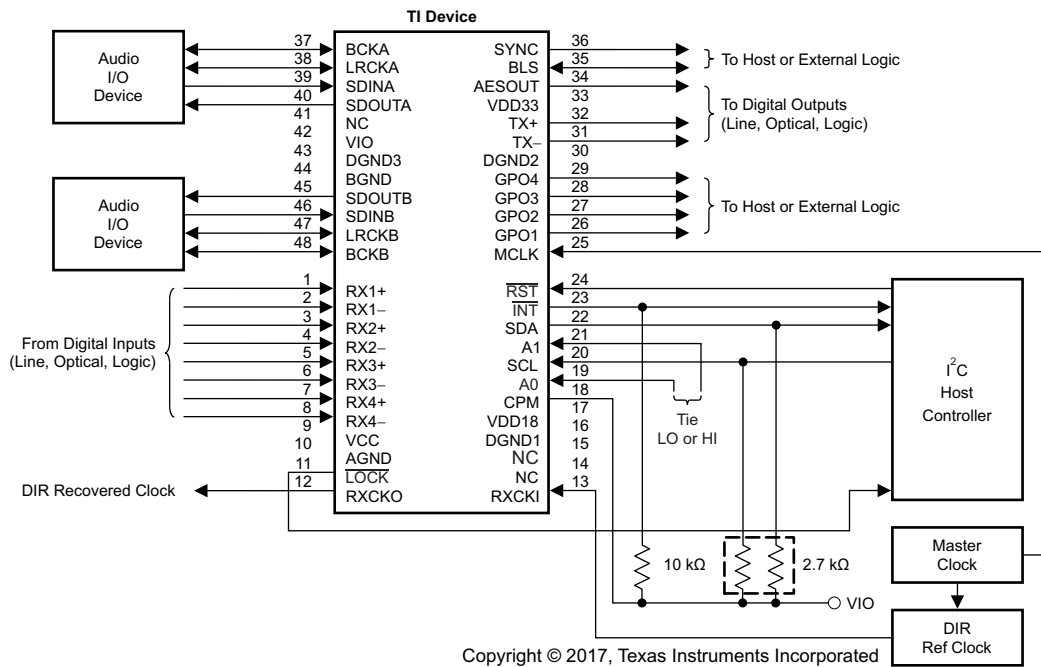 TI Device
Audio
I/O
Device
37
38
39
40
41
42
43
44
45
46
47
48
BCKA
LRCKA
SDINA
SDOUTA
NC
VIO
DGND3
BGND
SDOUTB
SDINB
LRCKB
BCKB
Audio
I/O
Device
SYNC
BLS
AESOUT
VDD33
TX+
TX−
DGND2
GPO4
GPO3
GPO2
GPO1
MCLK
36
35
34
33
32
31
30
29
28
27
26
25
To Host or External Logic
To Digital Outputs
(Line, Optical, Logic)
To Host or External Logic
From Digital Inputs
(Line, Optical, Logic)
1
2
3
4
5
6
7
8
9
10
11
12
RX1+
RX1−
RX2+
RX2−
RX3+
RX3−
RX4+
RX4−
VCC
AGND
LOCK
RXCKO
DIR Recovered Clock
RST
INT
SDA
A1
SCL
A0
CPM
VDD18
DGND1
NC
NC
RXCKI
24
23
22
21
20
19
18
17
16
15
14
13
Tie
LO or HI
I²C
Host
Controller
10 kΩ
2.7 kΩ
VIO
Master
Clock
DIR
Ref Clock
Copyright © 2017, Texas Instruments Incorporated